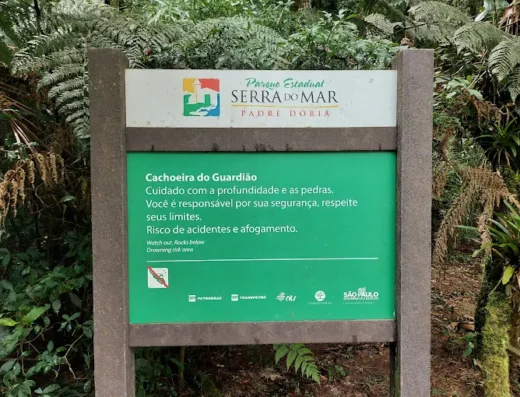 Parque Estadual
SERRA DO MAR
PADRE DÓRIA
Cachoeira do Guardião
Cuidado com a profundidade e as pedras.
Você é responsável por sua segurança, respeite
seus limites.
Risco de acidentes e afogamento.
Watch out, Rocks below
Drowning risk area
PETROBRAS TRANSPETRO SÃO PAULO